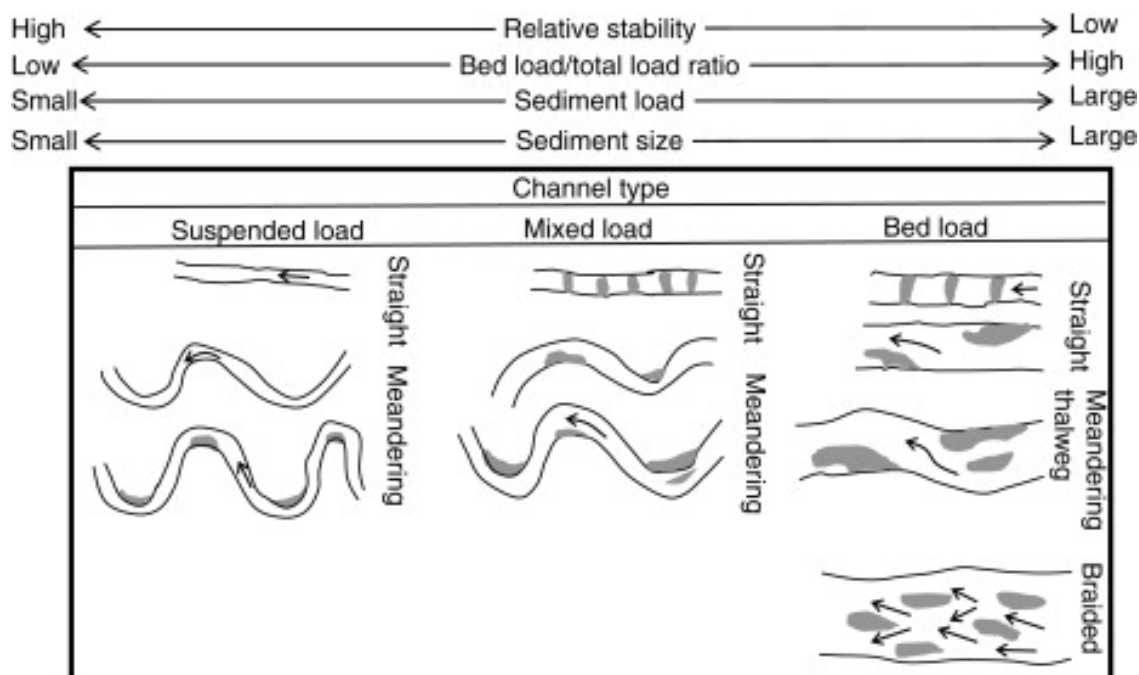 High Relative stability Low
Low Bed load/total load ratio High
Small Sediment load Large
Small Sediment size Large
Channel type
Suspended load Mixed load Bed load
Straight
Meandering
Straight
Meandering
Straight
Meandering
thalweg
Braided